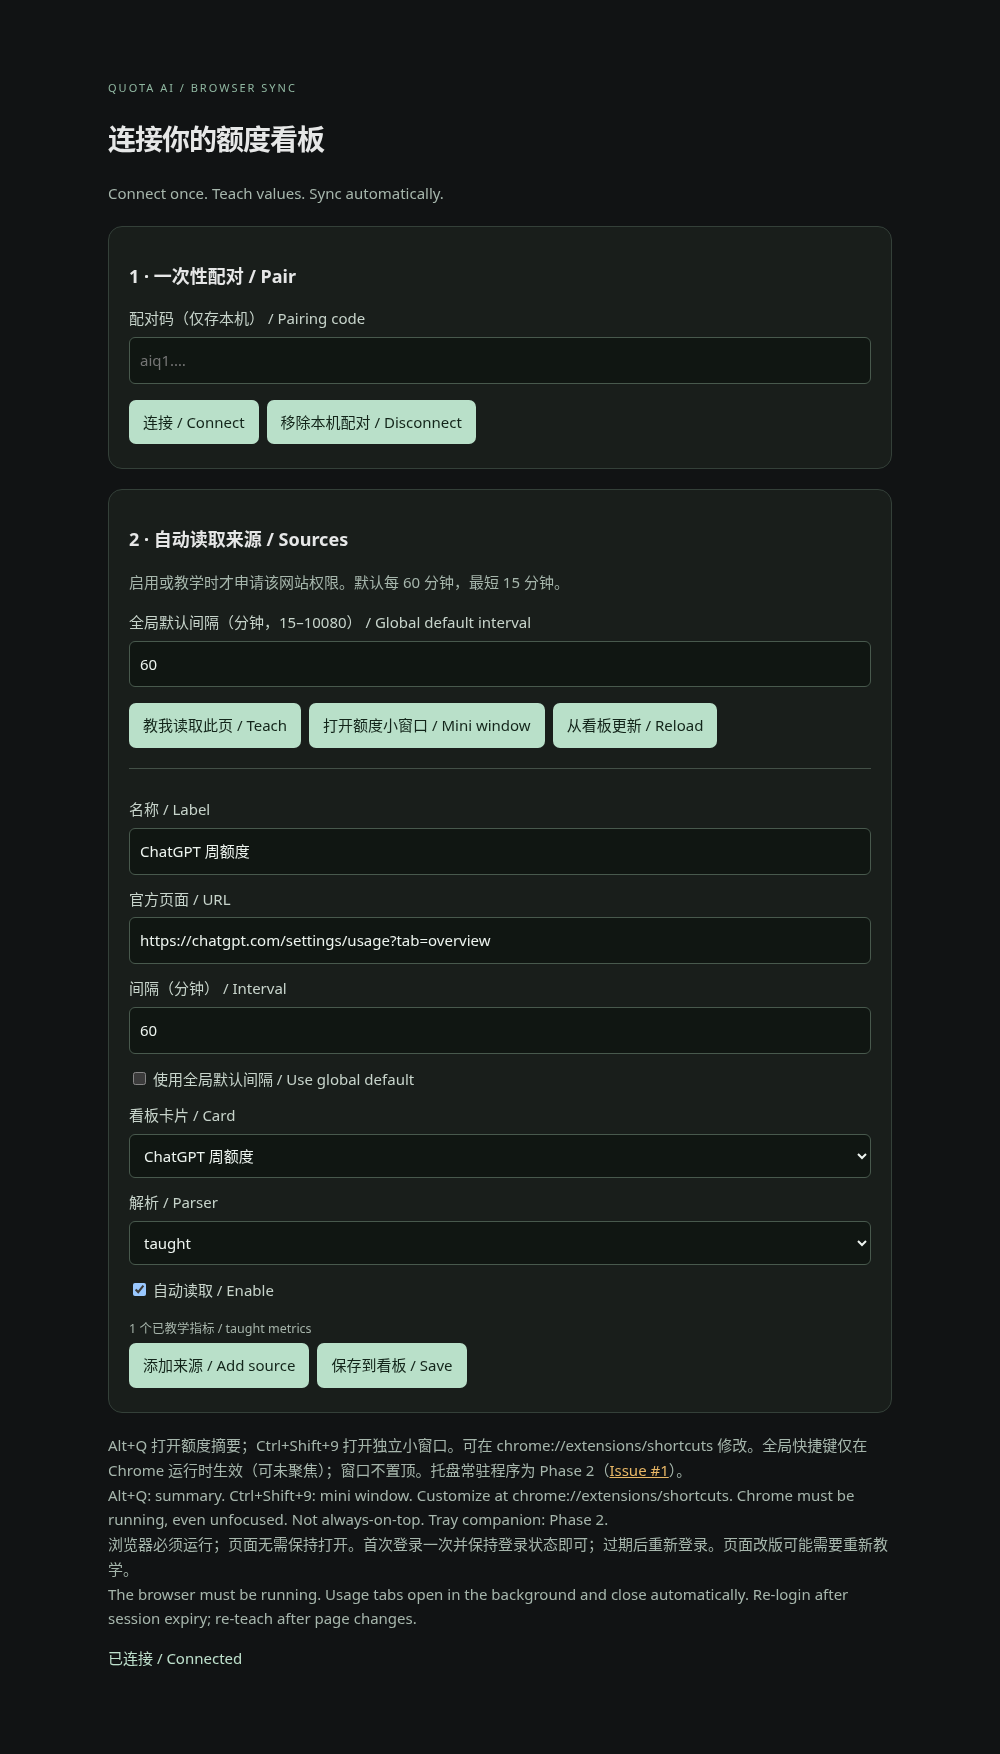 QUOTA AI / BROWSER SYNC
连接你的额度看板
Connect once. Teach values. Sync automatically.
1 · 一次性配对 / Pair
配对码（仅存本机） / Pairing code
aiq1....
连接 / Connect
移除本机配对 / Disconnect
2 · 自动读取来源 / Sources
启用或教学时才申请该网站权限。默认每 60 分钟，最短 15 分钟。
全局默认间隔（分钟，15–10080） / Global default interval
60
教我读取此页 / Teach
打开额度小窗口 / Mini window
从看板更新 / Reload
名称 / Label
ChatGPT 周额度
官方页面 / URL
https://chatgpt.com/settings/usage?tab=overview
间隔（分钟） / Interval
60
使用全局默认间隔 / Use global default
看板卡片 / Card
ChatGPT 周额度
解析 / Parser
taught
自动读取 / Enable
1 个已教学指标 / taught metrics
添加来源 / Add source
保存到看板 / Save
Alt+Q 打开额度摘要；Ctrl+Shift+9 打开独立小窗口。可在 chrome://extensions/shortcuts 修改。全局快捷键仅在
Chrome 运行时生效（可未聚焦）；窗口不置顶。托盘常驻程序为 Phase 2（Issue #1）。
Alt+Q: summary. Ctrl+Shift+9: mini window. Customize at chrome://extensions/shortcuts. Chrome must be
running, even unfocused. Not always-on-top. Tray companion: Phase 2.
浏览器必须运行；页面无需保持打开。首次登录一次并保持登录状态即可；过期后重新登录。页面改版可能需要重新教
学。
The browser must be running. Usage tabs open in the background and close automatically. Re-login after
session expiry; re-teach after page changes.
已连接 / Connected